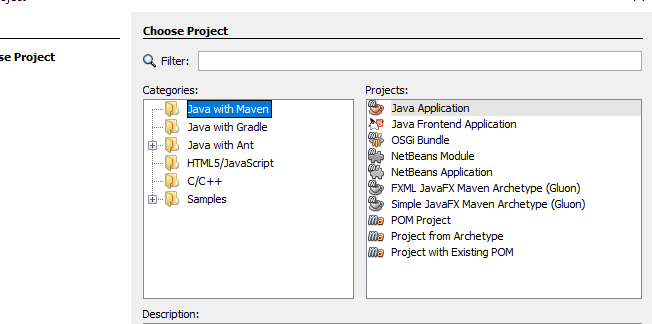 Choose Project
se Project
Filter:
Categories:
Projects:
Java with Maven
Java with Gradle
Java with Ant
HTML5/JavaScript
C/C++
Samples
Java Application
Java Frontend Application
OSGi Bundle
NetBeans Module
NetBeans Application
FXML JavaFX Maven Archetype (Gluon)
Simple JavaFX Maven Archetype (Gluon)
POM Project
Project from Archetype
Project with Existing POM
Description: